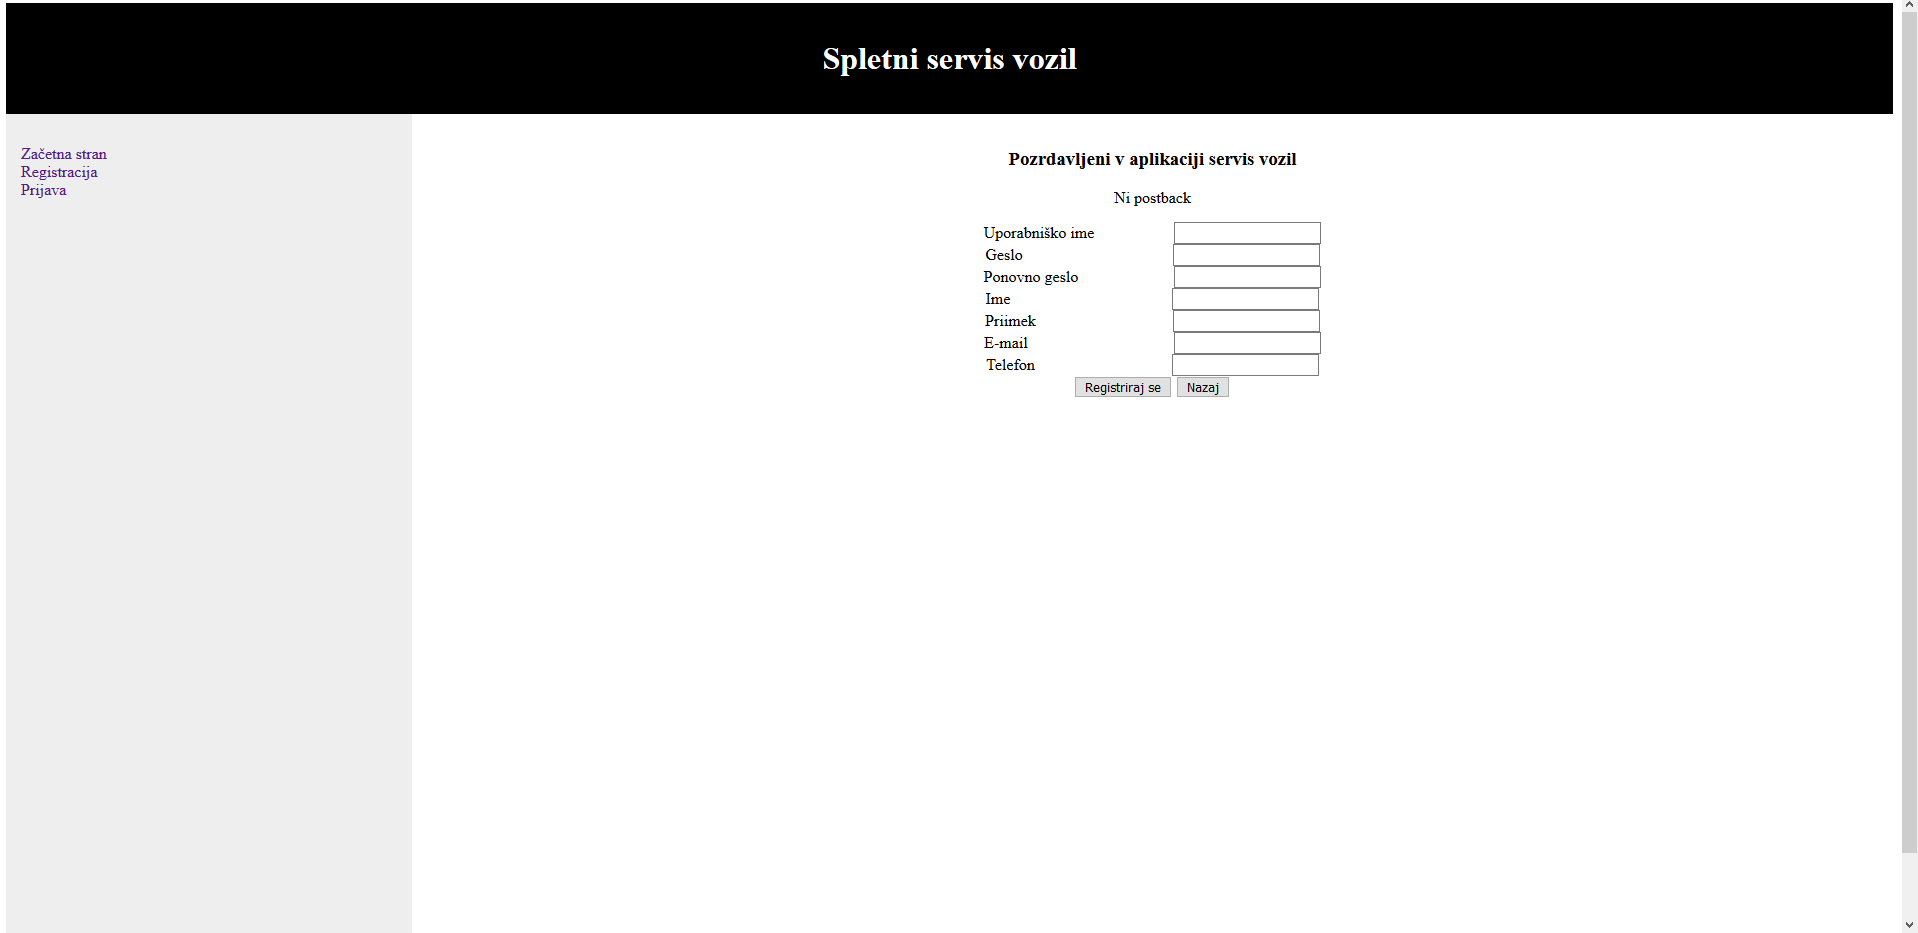 Spletni servis vozil
Začetna stran
Registracija
Prijava
Pozrdavljeni v aplikaciji servis vozil
Ni postback
Uporabniško ime
Geslo
Ponovno geslo
Ime
Priimek
E-mail
Telefon
Registriraj se Nazaj